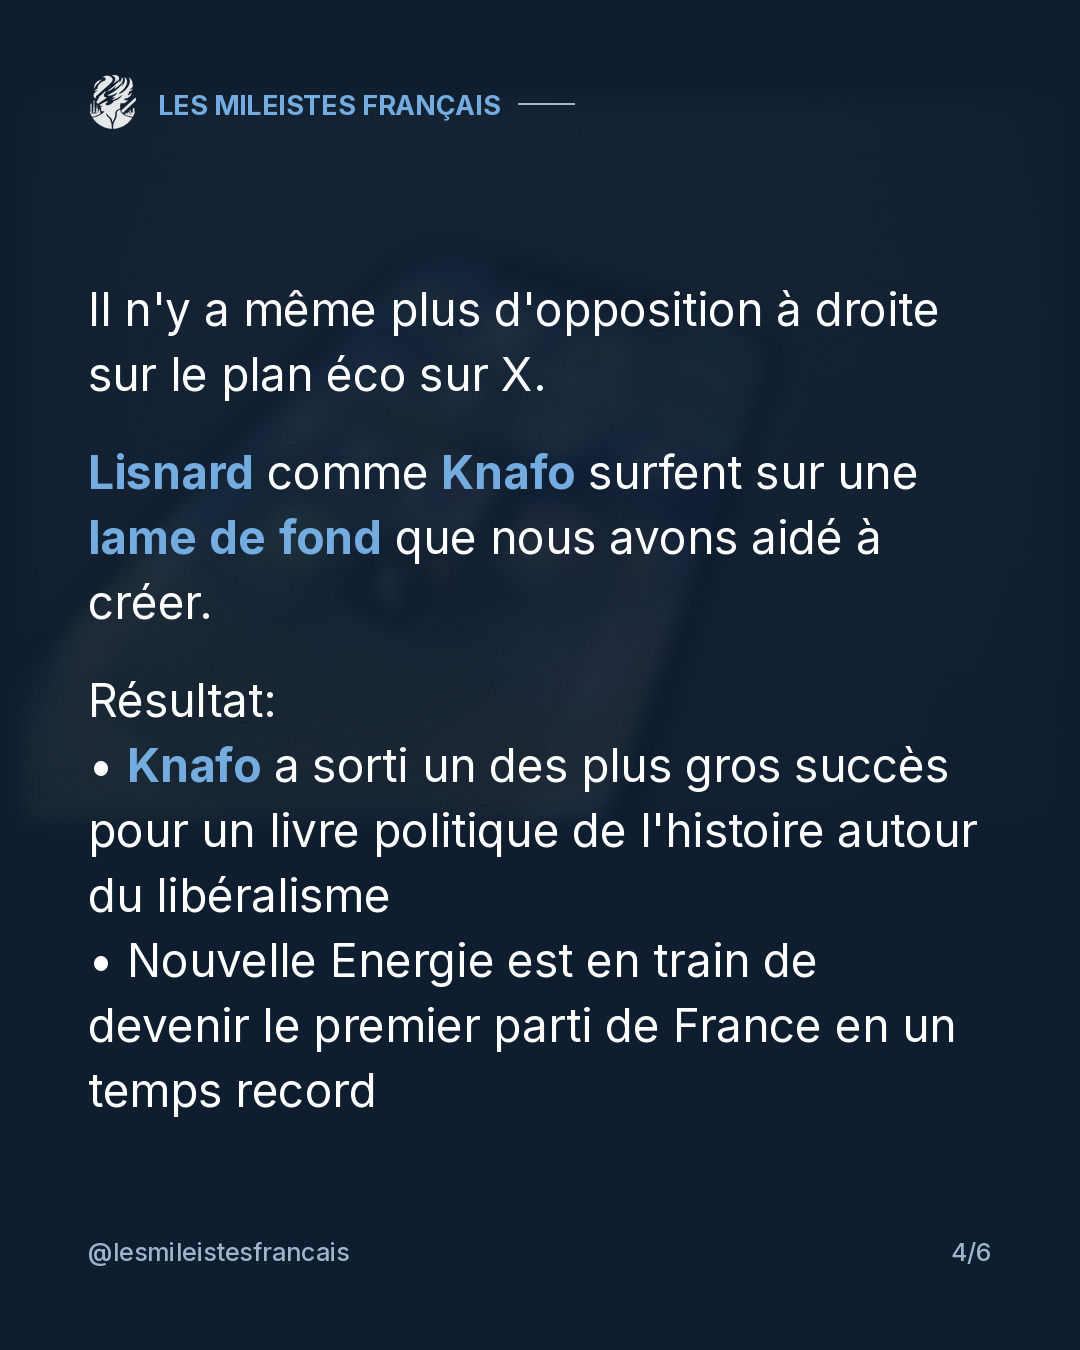 LES MILEISTES FRANÇAIS
Il n'y a même plus d'opposition à droite
sur le plan éco sur X.
Lisnard comme Knafo surfent sur une
lame de fond que nous avons aidé à
créer.
Résultat:
• Knafo a sorti un des plus gros succès
pour un livre politique de l'histoire autour
du libéralisme
• Nouvelle Energie est en train de
devenir le premier parti de France en un
temps record
@lesmileistesfrancais
4/6